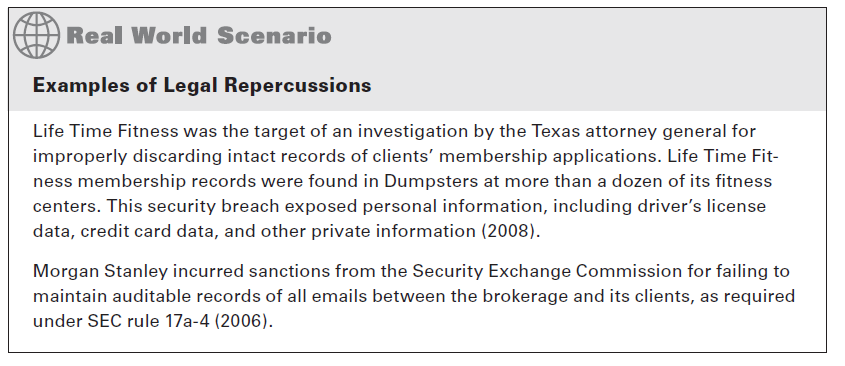 Real World Scenario
Examples of Legal Repercussions
Life Time Fitness was the target of an investigation by the Texas attorney general for
improperly discarding intact records of clients’ membership applications. Life Time Fit-
ness membership records were found in Dumpsters at more than a dozen of its fitness
centers. This security breach exposed personal information, including driver’s license
data, credit card data, and other private information (2008).
Morgan Stanley incurred sanctions from the Security Exchange Commission for failing to
maintain auditable records of all emails between the brokerage and its clients, as required
under SEC rule 17a-4 (2006).